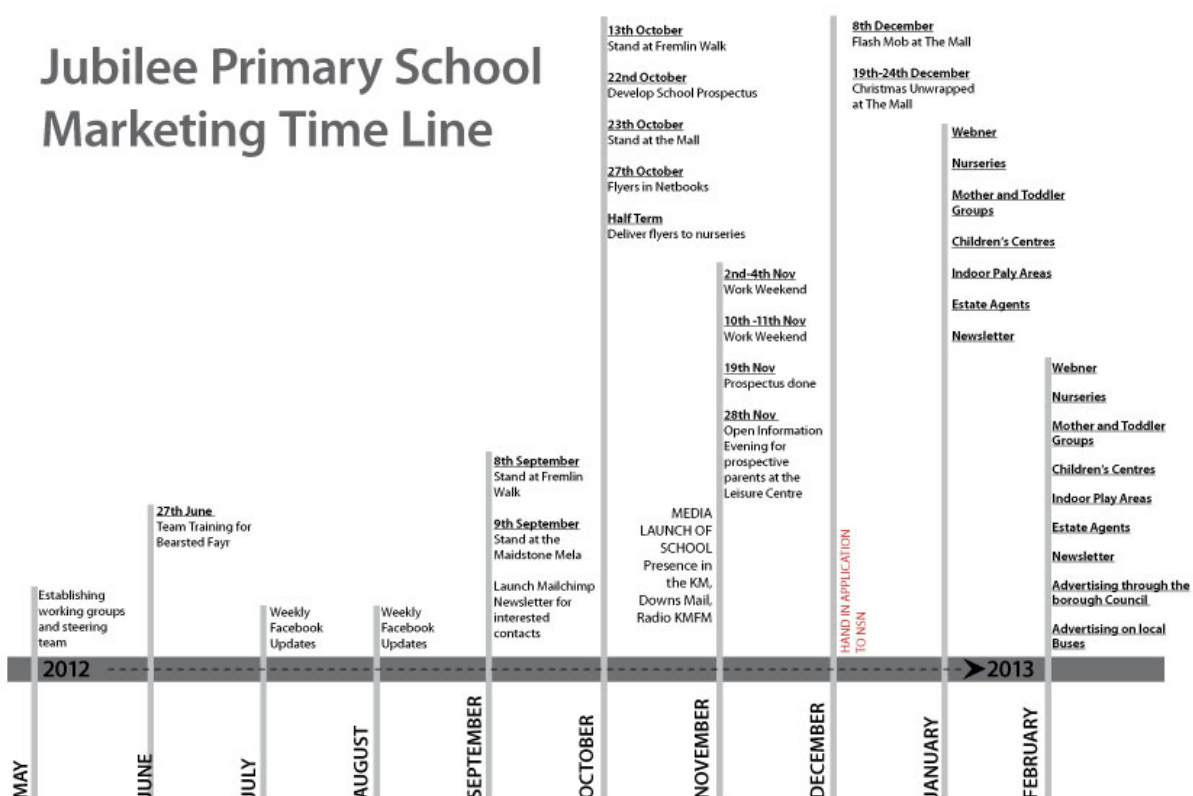 Jubilee Primary School
Marketing Time Line
Establishing
working groups
and steering
team
27th June
Team Training for
Bearsted Fayr
Weekly
Facebook
Updates
Weekly
Facebook
Updates
8th September
Stand at Fremlin
Walk
9th September
Stand at the
Maidstone Mela
Launch Mailchimp
Newsletter for
interested
contacts
13th October
Stand at Fremlin Walk
22nd October
Develop School Prospectus
23th October
Stand at the Mall
27th October
Flyers in Netbooks
Half Term
Deliver flyers to nurseries
MEDIA
LAUNCH OF
SCHOOL
Presence in
the KM,
Downs Mail,
Radio KMFM
2nd-4th Nov
Work Weekend
10th -11th Nov
Work Weekend
19th Nov
Prospectus done
28th Nov
Open Information
Evening for
prospective
parents at the
Leisure Centre
8th December
Flash Mob at The Mall
19th-24th December
Christmas Unwrapped
at The Mall
HAND IN APPLICATION
TO NSN
Webner
Nurseries
Mother and Toddler
Groups
Children's Centres
Indoor Paly Areas
Estate Agents
Newsletter
Webner
Nurseries
Mother and Toddler
Groups
Children's Centres
Indoor Play Areas
Estate Agents
Newsletter
Advertising through the
borough Council
Advertising on local
Buses
2012
2013
MAY
JUNE
JULY
AUGUST
SEPTEMBER
OCTOBER
NOVEMBER
DECEMBER
JANUARY
FEBRUARY